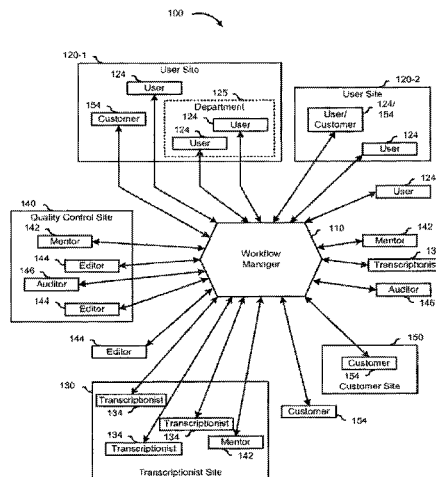 100
120-1
User Site
124
User
125
Department
154
Customer
124
User
124
User
120-2
User Site
User/
Customer
124/
154
124
User
124
User
140
Quality Control Site
142
Mentor
144
Editor
146
Auditor
144
Editor
110
Workflow
Manager
142
Mentor
Transcriptionist
Auditor
146
144
Editor
150
Customer
154
Customer Site
Customer
154
130
Transcriptionist
134
Transcriptionist
134
134
Transcriptionist
Mentor
142
Transcriptionist Site